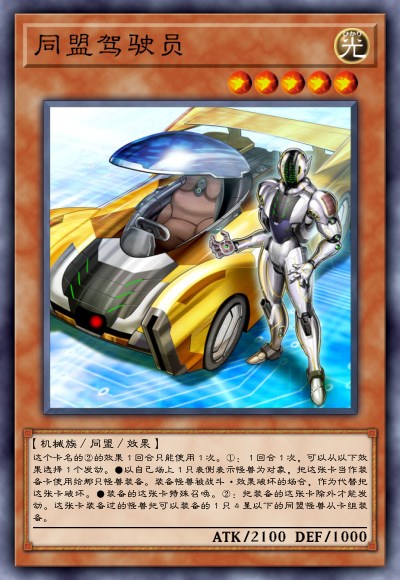 同盟驾驶员
光
【机械族／同盟／效果】
这个卡名的②的效果1回合只能使用1次。①：1回合1次，可以从以下效
果选择1个发动。●以自己场上1只表侧表示怪兽为对象，把这张卡当作装
备卡使用给那只怪兽装备。装备怪兽被战斗·效果破坏的场合，作为代替把
这张卡破坏。●装备的这张卡特殊召唤。②：把装备的这张卡除外才能发
动。这张卡装备过的怪兽把可以装备的1只4星以下的同盟怪兽从卡组装
备。
ATK/2100 DEF/1000